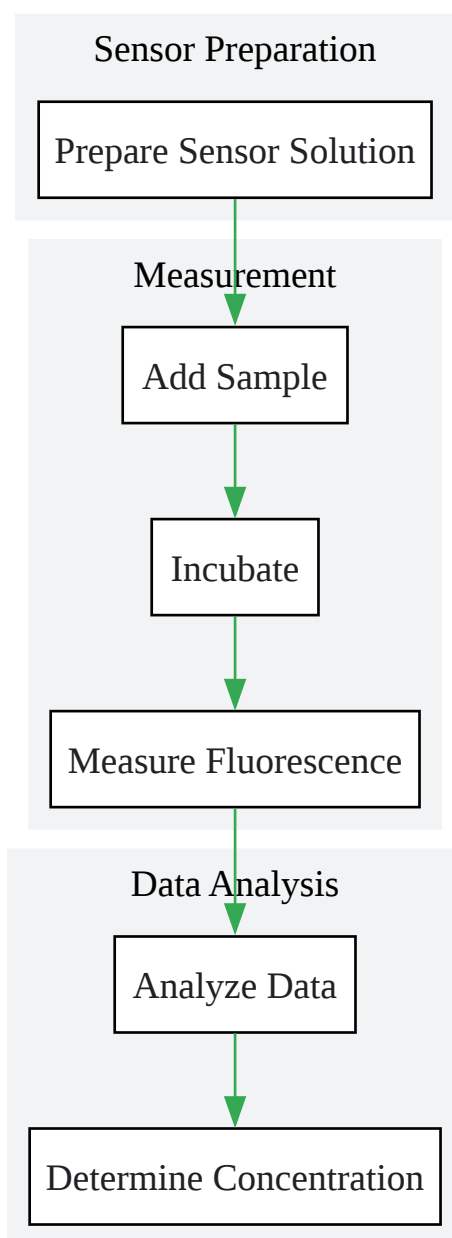 Sensor Preparation
Prepare Sensor Solution
Measurement
Add Sample
Incubate
Measure Fluorescence
Data Analysis
Analyze Data
Determine Concentration